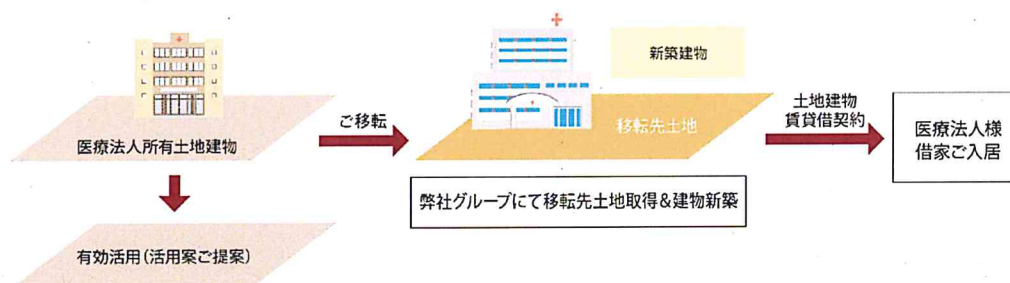 新築建物
医療法人所有土地建物
ご移転
移転先土地
土地建物
賃貸借契約
医療法人様
借家ご入居
弊社グループにて移転先土地取得&建物新築
有効活用(活用案ご提案)